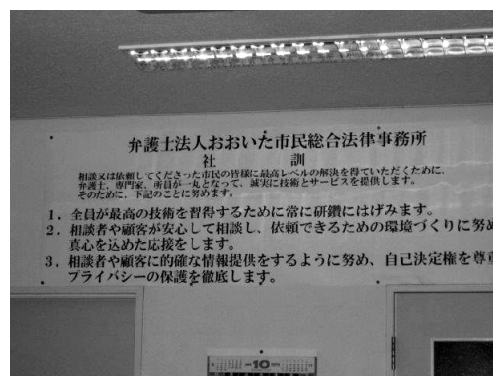 弁護士法人おおいた市民総合法律事務所
社 訓
相談又は依頼してくださった市民の皆様に最高レベルの解決を得ていただくために、
弁護士、専門家、所員が一丸となって、誠実に技術とサービスを提供します。
そのために、下記のことに努めます。
1. 全員が最高の技術を習得するために常に研鑽にはげみます。
2. 相談者や顧客が安心して相談し、依頼できるための環境づくりに努め
真心を込めた応接をします。
3. 相談者や顧客に的確な情報提供をするように努め、自己決定権を尊重
プライバシーの保護を徹底します。
10